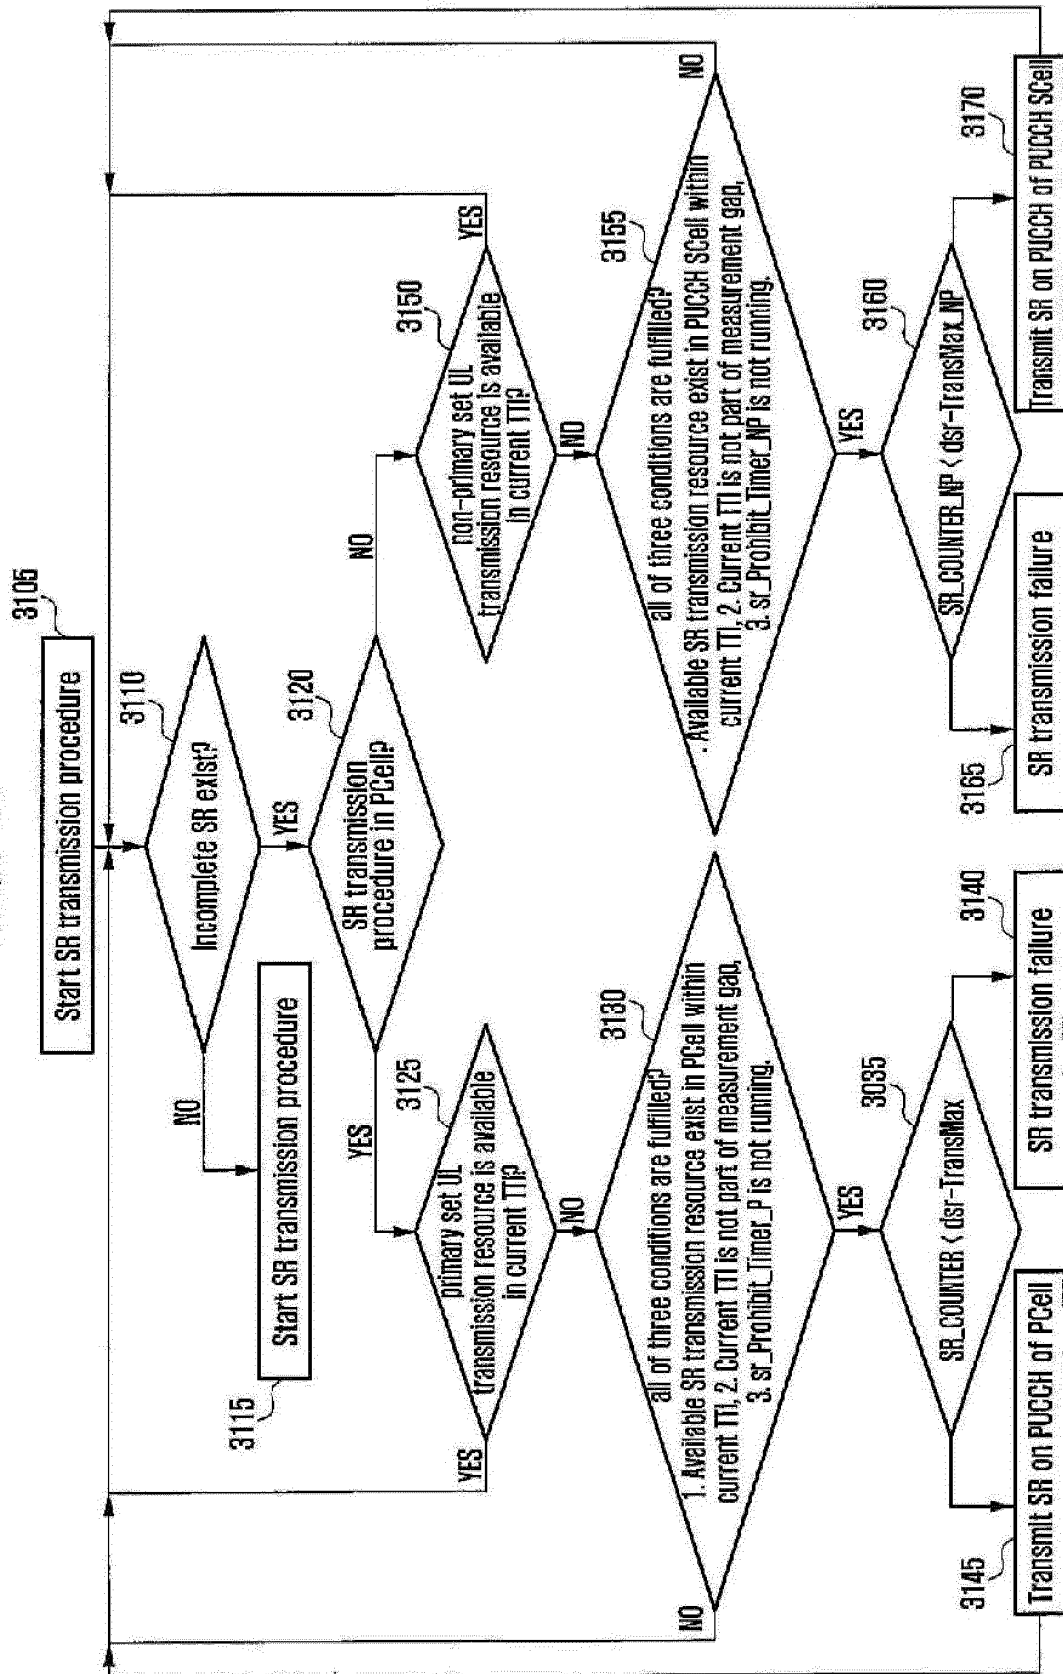 3105
Start SR transmission procedure
3110
Incomplete SR exist?
NO
YES
3115
Start SR transmission procedure
3120
SR transmission
procedure in PCell?
YES
NO
3125
primary set UL
transmission resource is available
in current TTI?
YES
NO
3150
non-primary set UL
transmission resource is available
in current TTI?
YES
NO
3130
all of three conditions are fulfilled?
1. Available SR transmission resource exist in PCell within
current TTI, 2. Current TTI is not part of measurement gap,
3. sr_Prohibit_Timer_P is not running.
NO
YES
3155
all of three conditions are fulfilled?
. Available SR transmission resource exist in PUCCH SCell within
current TTI, 2. Current TTI is not part of measurement gap,
3. sr_Prohibit_Timer_NP is not running.
NO
YES
3035
SR_COUNTER < dsr-TransMax
3160
SR_COUNTER_NP < dsr-TransMax_NP
3145
Transmit SR on PUCCH of PCell
3140
SR transmission failure
3165
SR transmission failure
3170
Transmit SR on PUCCH of PUCCH SCell